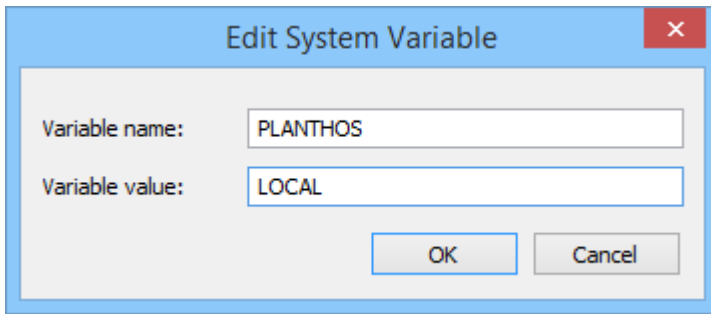 Edit System Variable
Variable name: PLANTHOS
Variable value: LOCAL
OK Cancel